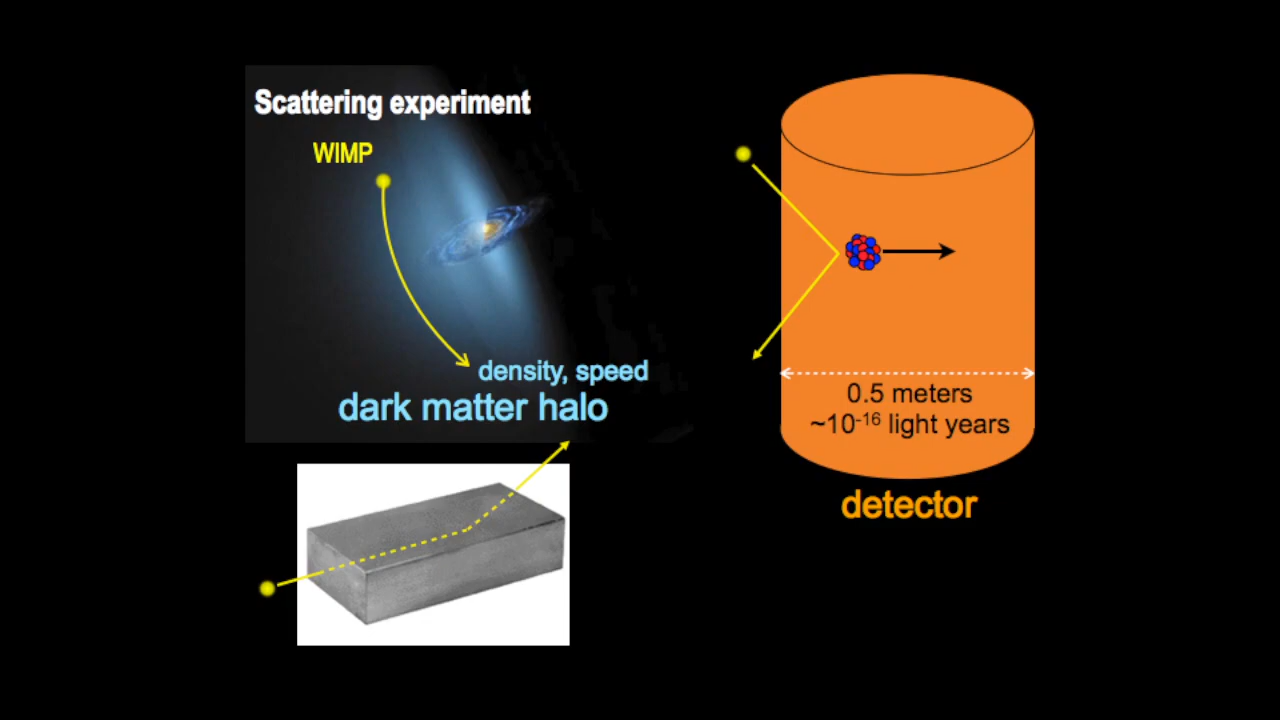 Scattering experiment
WIMP
density, speed
dark matter halo
0.5 meters
~10⁻¹⁶ light years
detector